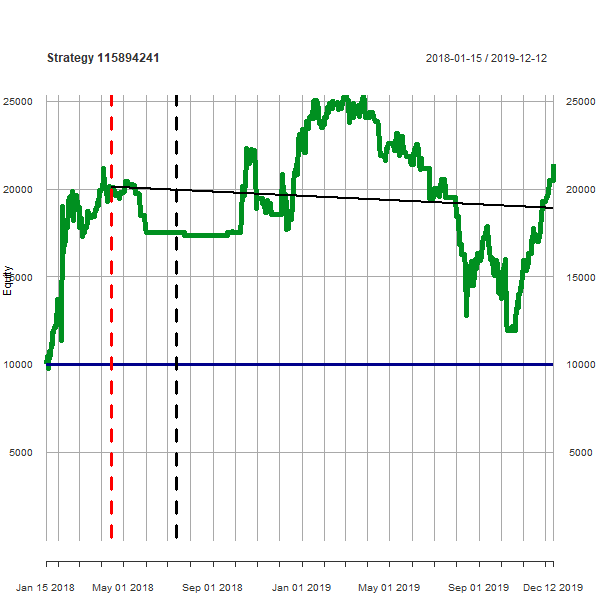 Strategy 115894241 2018-01-15 / 2019-12-12
25000 25000
20000 20000
15000 15000
Equity
10000 10000
5000 5000
Jan 15 2018 May 01 2018 Sep 01 2018 Jan 01 2019 May 01 2019 Sep 01 2019 Dec 12 2019